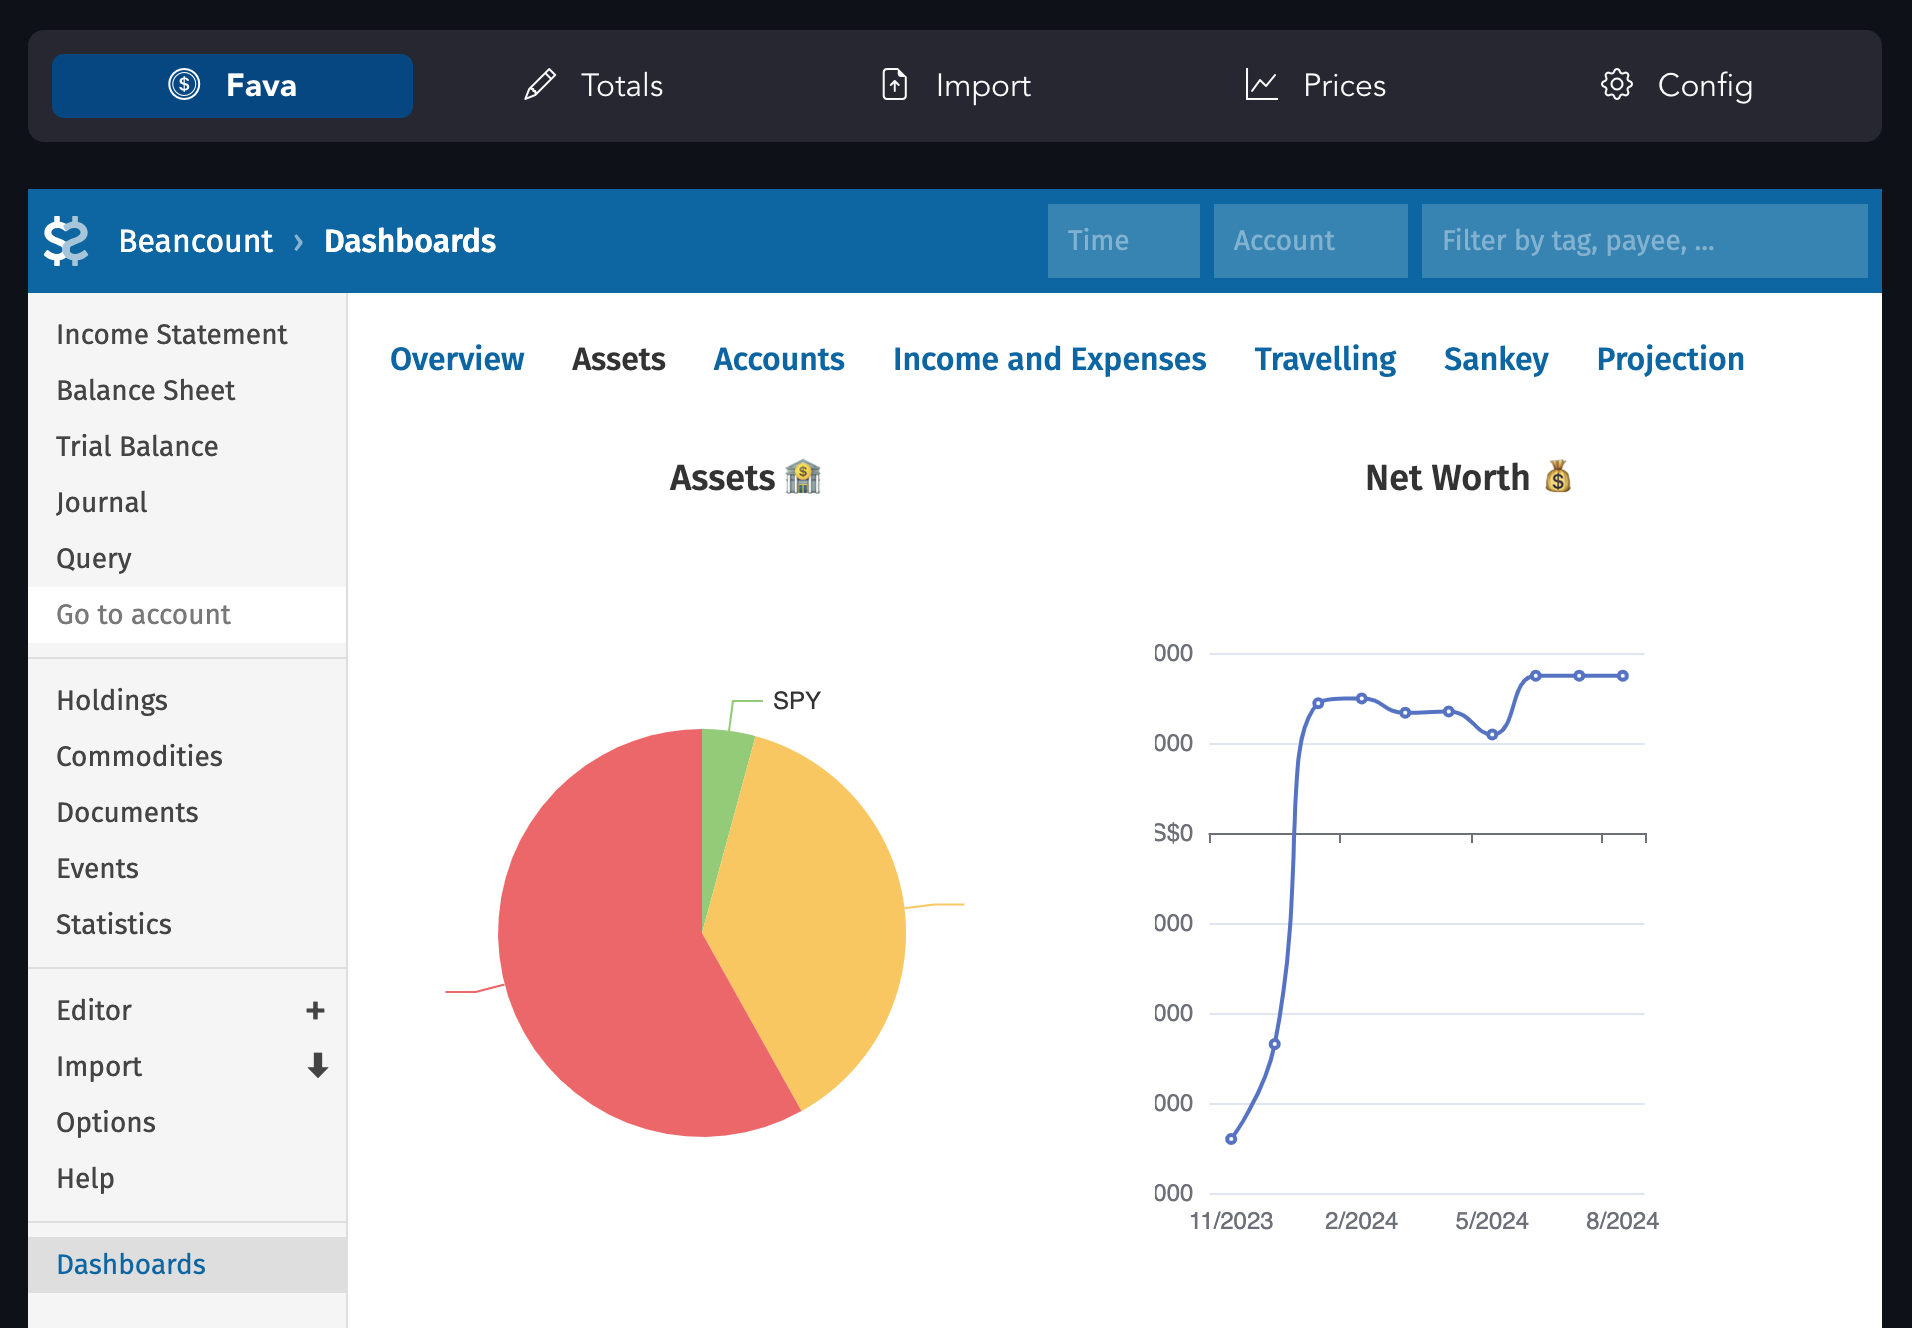 Fava Totals Import Prices Config
Beancount › Dashboards
Time Account Filter by tag, payee, ...
Income Statement
Balance Sheet
Trial Balance
Journal
Query
Go to account
Holdings
Commodities
Documents
Events
Statistics
Editor +
Import
Options
Help
Dashboards
Overview Assets Accounts Income and Expenses Travelling Sankey Projection
Assets
SPY
Net Worth
000
000
S$0
000
000
000
000
11/2023 2/2024 5/2024 8/2024